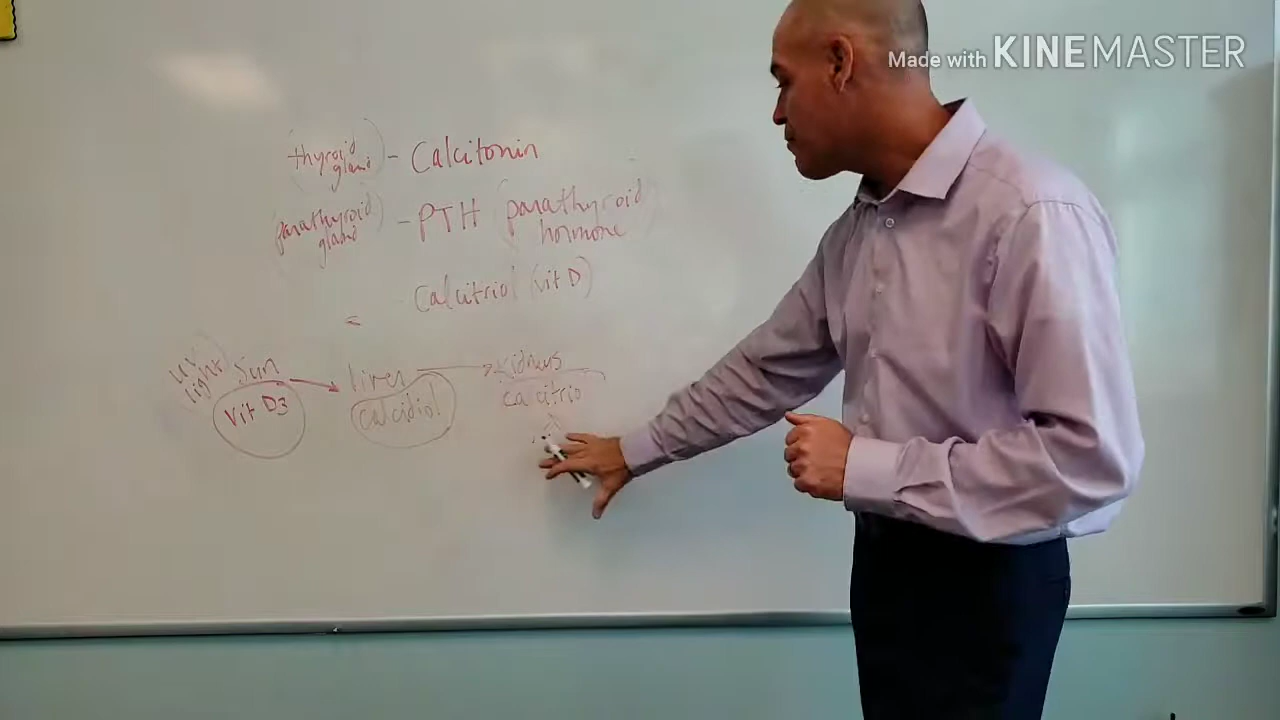 Made with KINEMASTER
(thyroid gland) - Calcitonin
(parathyroid gland) - PTH (parathyroid hormone
Calcitriol (vit D)
UV light) Sun → liver → kidneys
Vit D3 calcidiol calcitrio